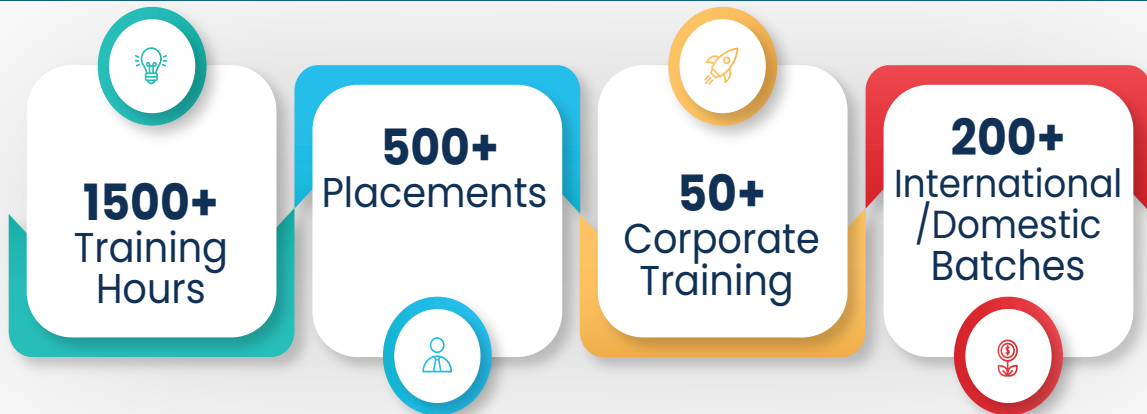 1500+
Training
Hours
500+
Placements
50+
Corporate
Training
200+
International
/Domestic
Batches